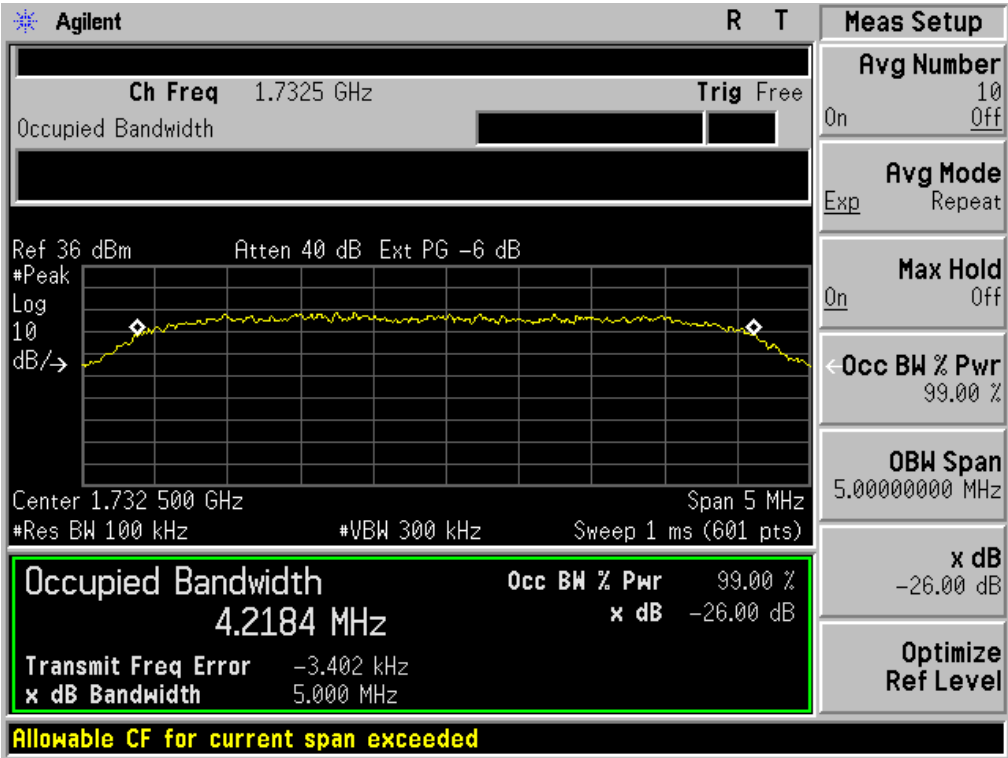 Agilent R T
Ch Freq 1.7325 GHz Trig Free
Occupied Bandwidth
Ref 36 dBm Atten 40 dB Ext PG -6 dB
#Peak
Log
10
dB/→
Center 1.732 500 GHz Span 5 MHz
#Res BW 100 kHz #VBW 300 kHz Sweep 1 ms (601 pts)
Occupied Bandwidth
4.2184 MHz
Occ BW % Pwr 99.00 %
x dB -26.00 dB
Transmit Freq Error -3.402 kHz
x dB Bandwidth 5.000 MHz
Allowable CF for current span exceeded
Meas Setup
Avg Number
10
On Off
Avg Mode
Exp Repeat
Max Hold
On Off
←Occ BW % Pwr
99.00 %
OBW Span
5.00000000 MHz
x dB
-26.00 dB
Optimize
Ref Level